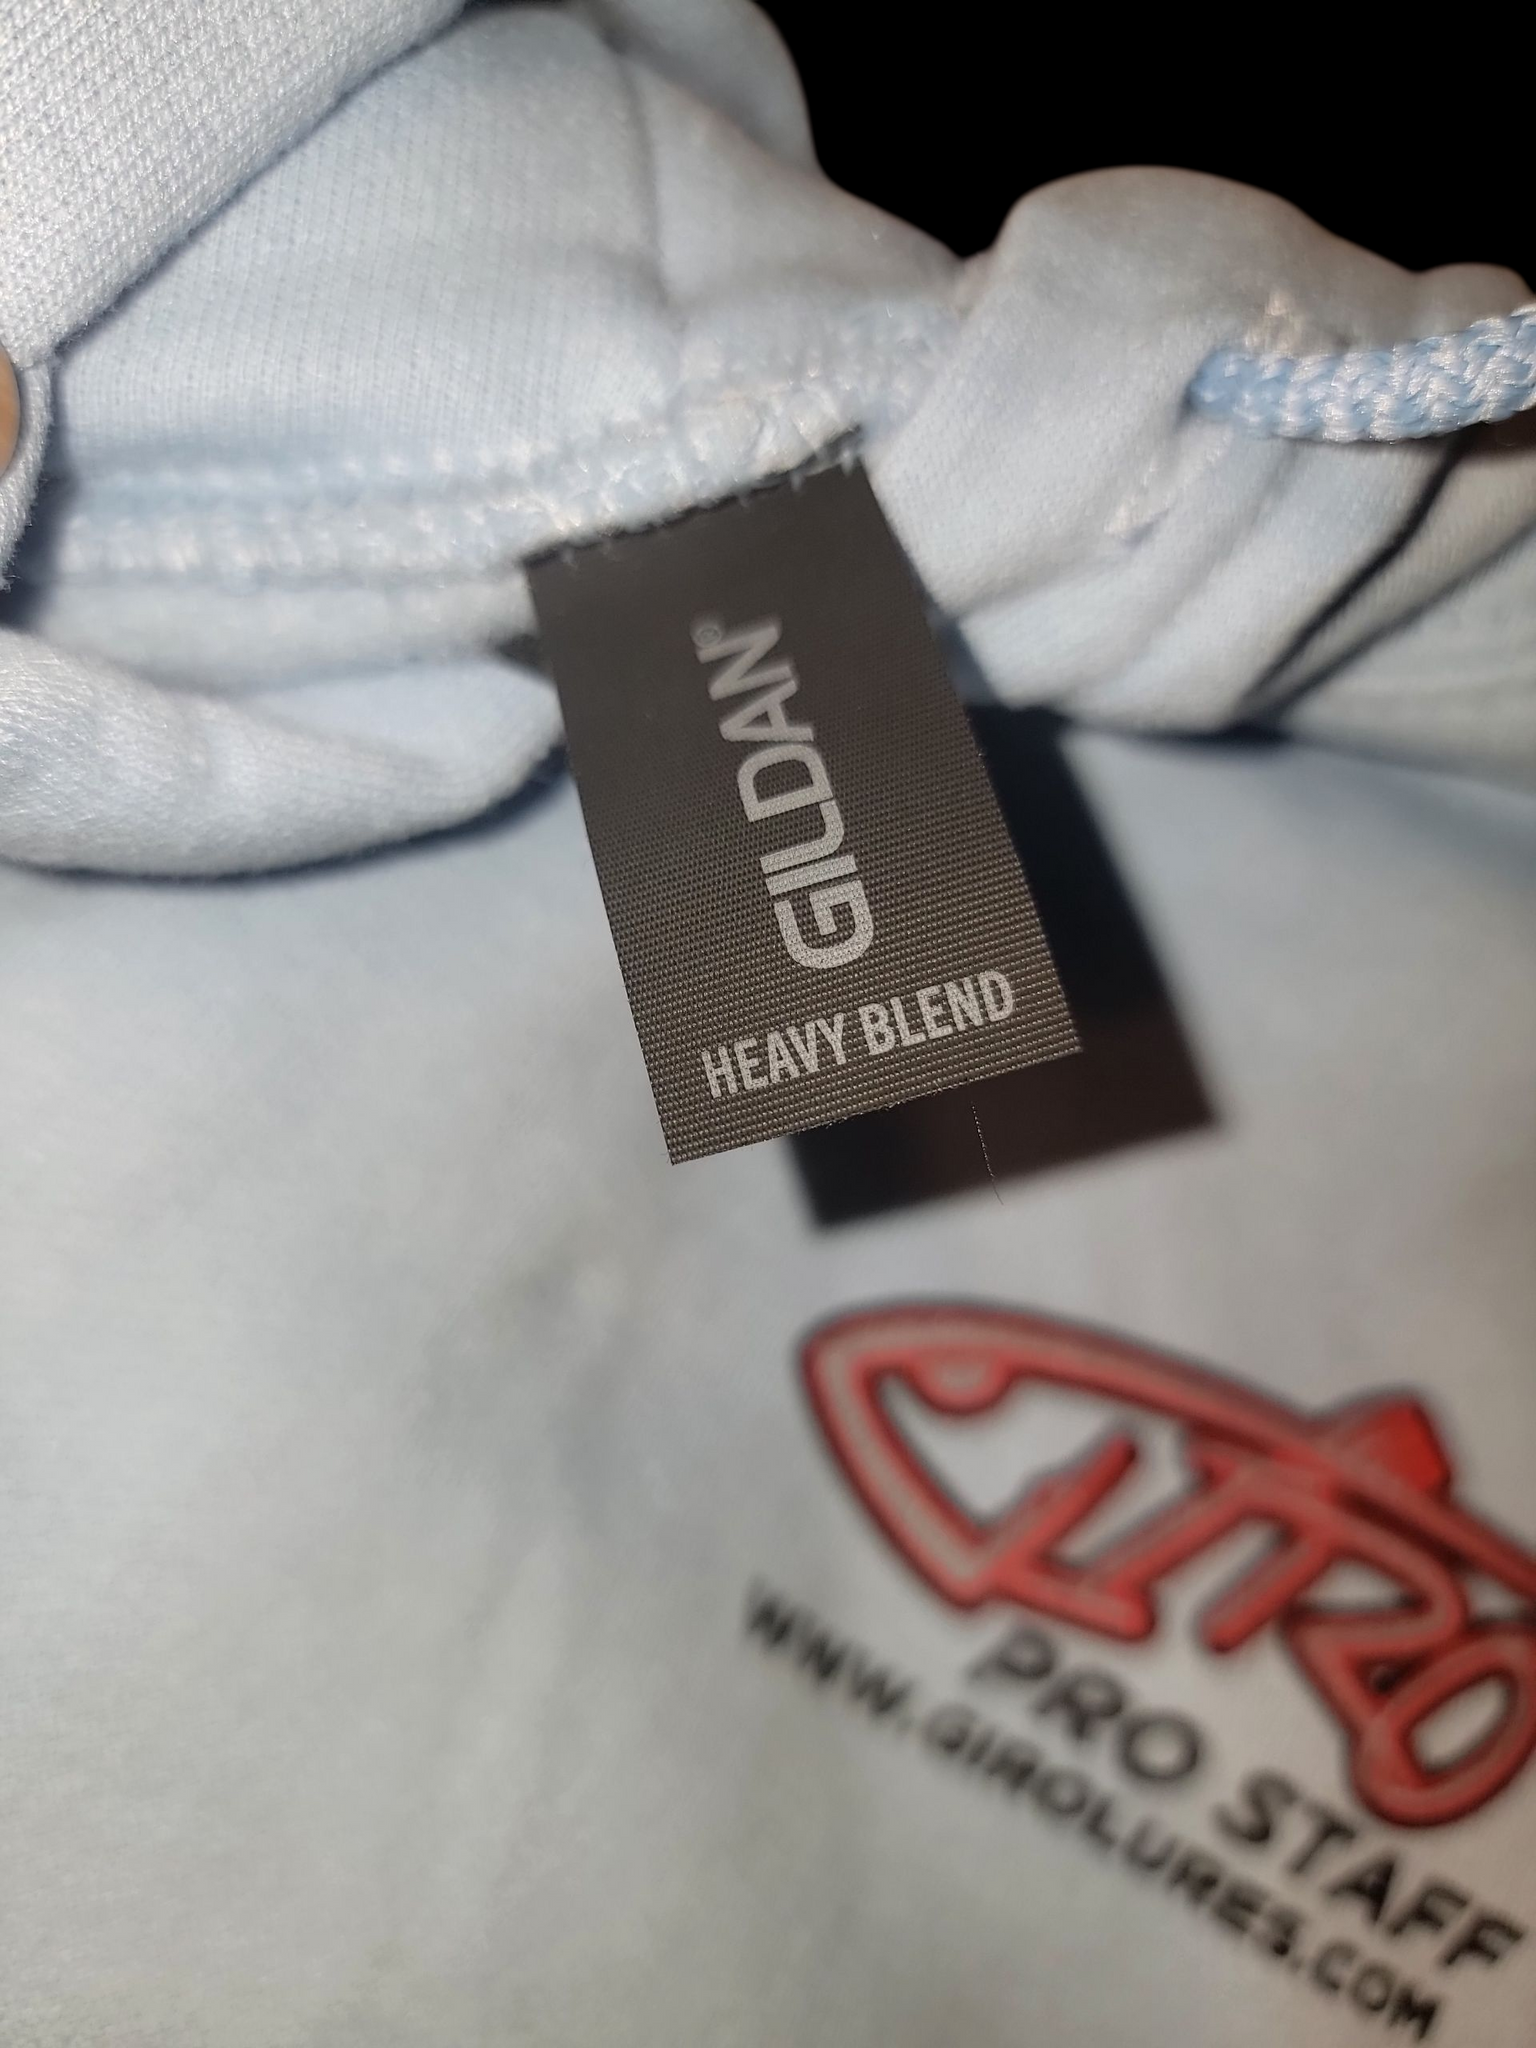 GILDAN®
HEAVY BLEND
PRO STAFF
WWW.GIROLURES.COM